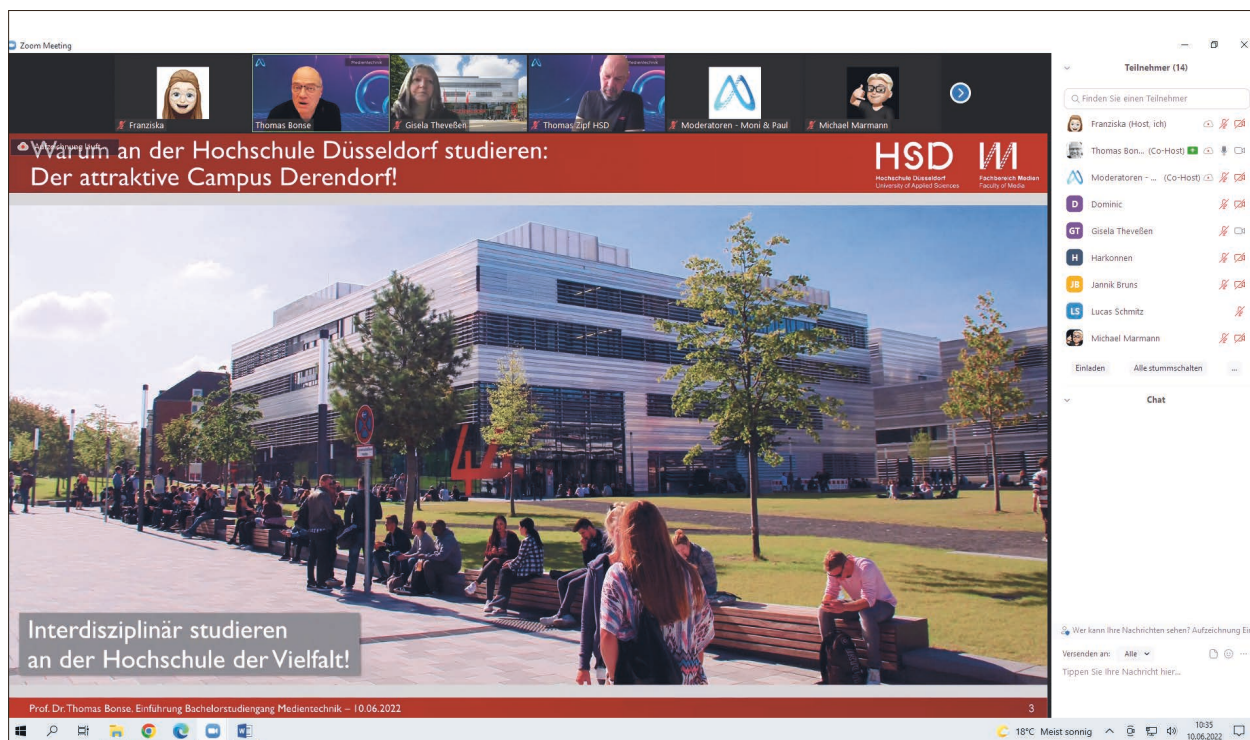 Zoom Meeting
Franziska
Thomas Bonse
Gisela Theveßen
Thomas Zipf HSD
Moderatoren - Moni & Paul
Michael Marmann
Warum an der Hochschule Düsseldorf studieren:
Der attraktive Campus Derendorf!
HSD
Hochschule Düsseldorf
University of Applied Sciences
Fachbereich Medien
Faculty of Media
44
Interdisziplinär studieren
an der Hochschule der Vielfalt!
Prof. Dr. Thomas Bonse. Einführung Bachelorstudiengang Medientechnik – 10.06.2022
3
Teilnehmer (14)
Finden Sie einen Teilnehmer
Franziska (Host, ich)
Thomas Bon... (Co-Host)
Moderatoren - ... (Co-Host)
D Dominic
GT Gisela Theveßen
H Harkonnen
JB Jannik Bruns
LS Lucas Schmitz
Michael Marmann
Einladen Alle stummschalten ...
Chat
Wer kann Ihre Nachrichten sehen? Aufzeichnung Ei
Versenden an: Alle
Tippen Sie Ihre Nachricht hier...
18°C Meist sonnig
10:35
10.06.2022